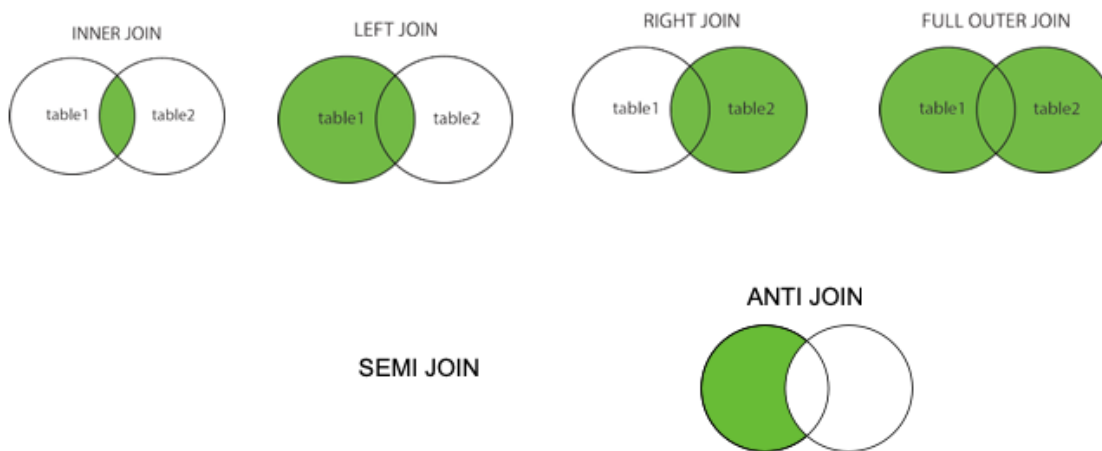 INNER JOIN
LEFT JOIN
RIGHT JOIN
FULL OUTER JOIN
table1
table2
table1
table2
table1
table2
table1
table2
ANTI JOIN
SEMI JOIN